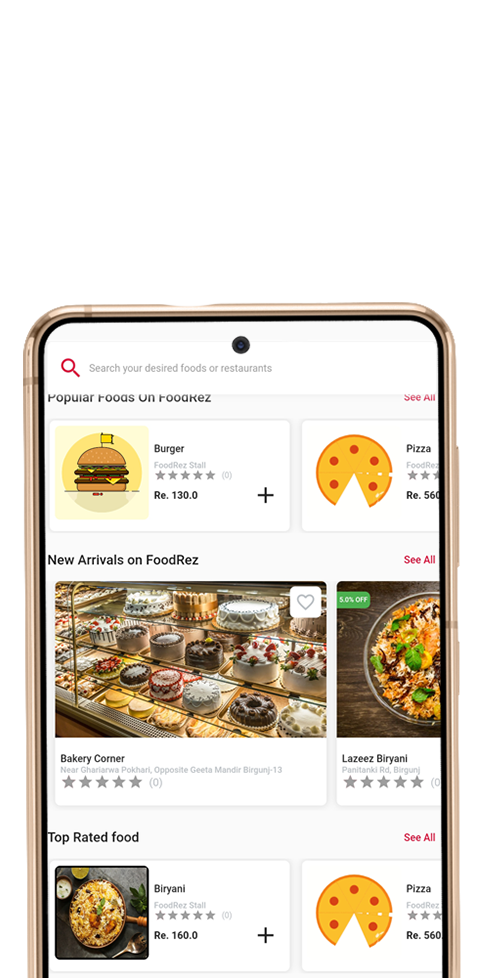 Search your desired foods or restaurants
Popular Foods On FoodRez
See All
Burger
FoodRez Stall
(0)
Re. 130.0
Pizza
FoodRez
Re. 560
New Arrivals on FoodRez
See All
5.0% OFF
Bakery Corner
Near Ghariarwa Pokhari, Opposite Geeta Mandir Birgunj-13
(0)
Lazeez Biryani
Panitanki Rd, Birgunj
(0
Top Rated food
See All
Biryani
FoodRez Stall
(0)
Re. 160.0
Pizza
FoodRez
Re. 560